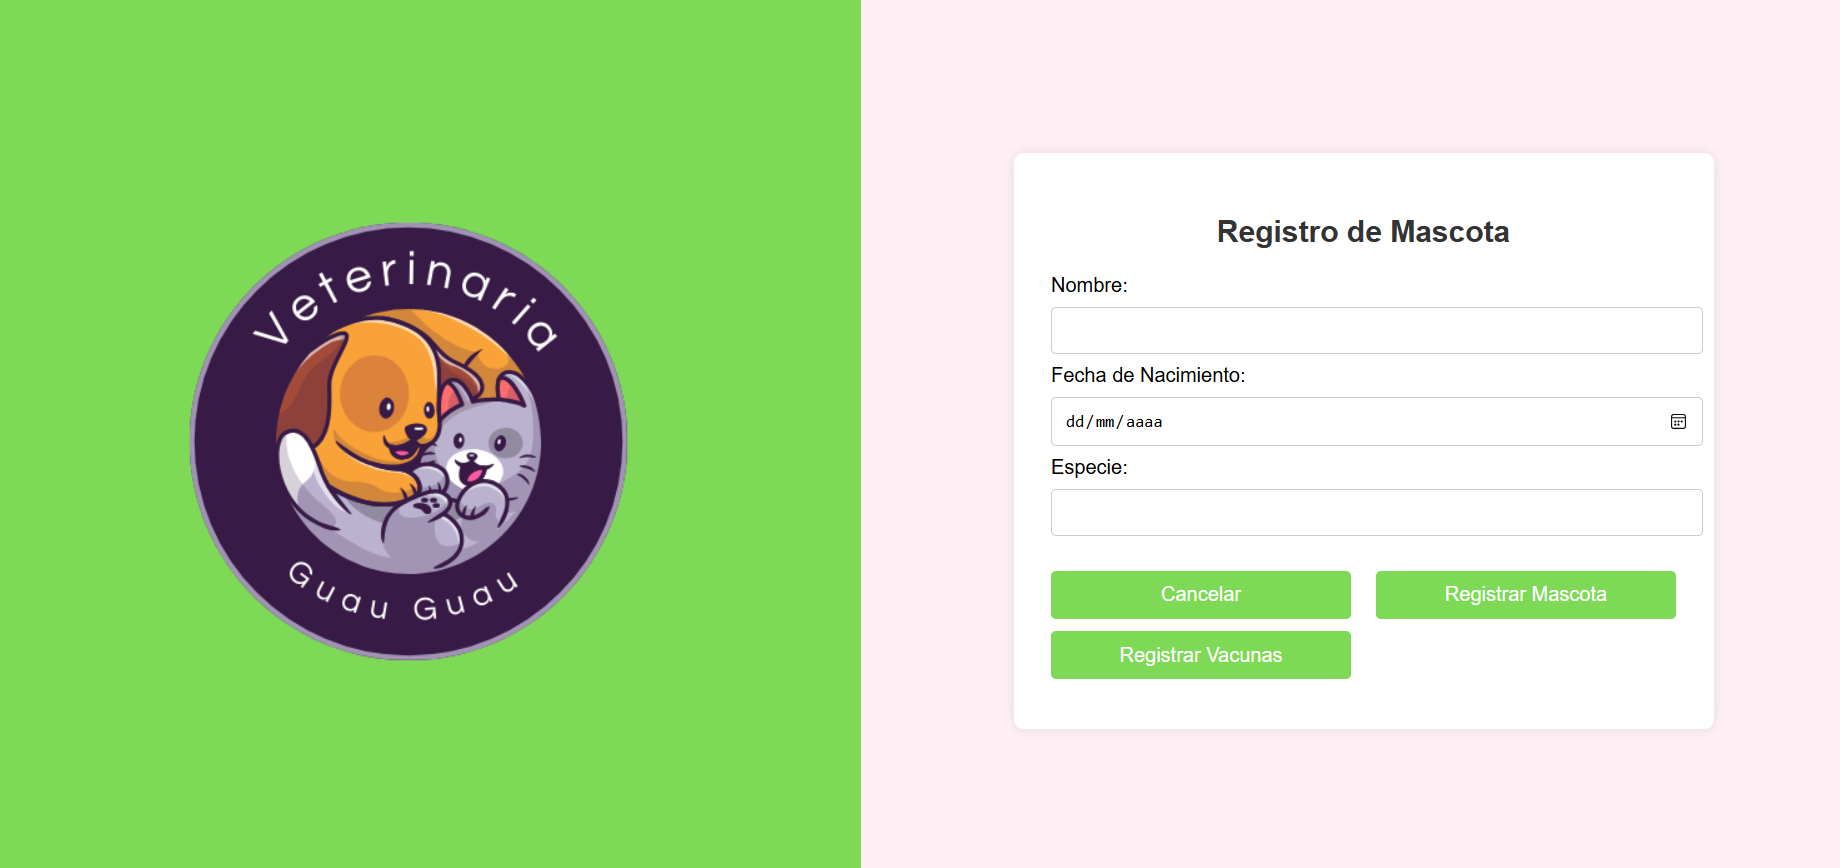 Veterinaria
Guau Guau
Registro de Mascota
Nombre:
Fecha de Nacimiento:
dd/mm/aaaa
Especie:
Cancelar
Registrar Mascota
Registrar Vacunas